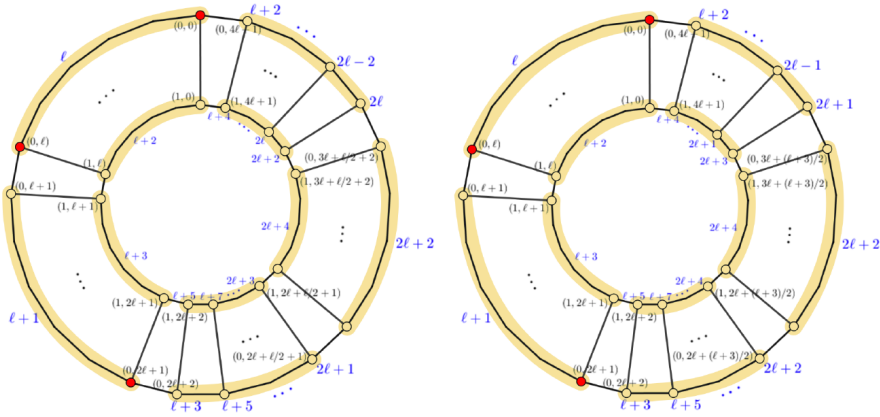 ℓ + 2
(0, 0)
(0, 4ℓ + 1)
ℓ
2ℓ − 2
2ℓ
(1, 0)
(1, 4ℓ + 1)
ℓ + 4
ℓ + 2
2ℓ
2ℓ + 2
(0, ℓ)
(1, ℓ)
(0, 3ℓ + ℓ/2 + 2)
(1, 3ℓ + ℓ/2 + 2)
(0, ℓ + 1)
(1, ℓ + 1)
2ℓ + 4
2ℓ + 2
ℓ + 3
2ℓ + 3
ℓ + 5
ℓ + 7
(1, 2ℓ + 1)
(1, 2ℓ + 2)
(1, 2ℓ + ℓ/2 + 1)
ℓ + 1
(0, 2ℓ + ℓ/2 + 1)
(0, 2ℓ + 1)
(0, 2ℓ + 2)
2ℓ + 1
ℓ + 3
ℓ + 5
ℓ + 2
(0, 0)
(0, 4ℓ + 1)
ℓ
2ℓ − 1
2ℓ + 1
(1, 0)
(1, 4ℓ + 1)
ℓ + 4
ℓ + 2
2ℓ + 1
2ℓ + 3
(0, ℓ)
(1, ℓ)
(0, 3ℓ + (ℓ + 3)/2)
(1, 3ℓ + (ℓ + 3)/2)
(0, ℓ + 1)
(1, ℓ + 1)
2ℓ + 4
2ℓ + 2
ℓ + 3
2ℓ + 4
ℓ + 5
ℓ + 7
(1, 2ℓ + 1)
(1, 2ℓ + 2)
(1, 2ℓ + (ℓ + 3)/2)
ℓ + 1
(0, 2ℓ + (ℓ + 3)/2)
(0, 2ℓ + 1)
(0, 2ℓ + 2)
2ℓ + 2
ℓ + 3
ℓ + 5